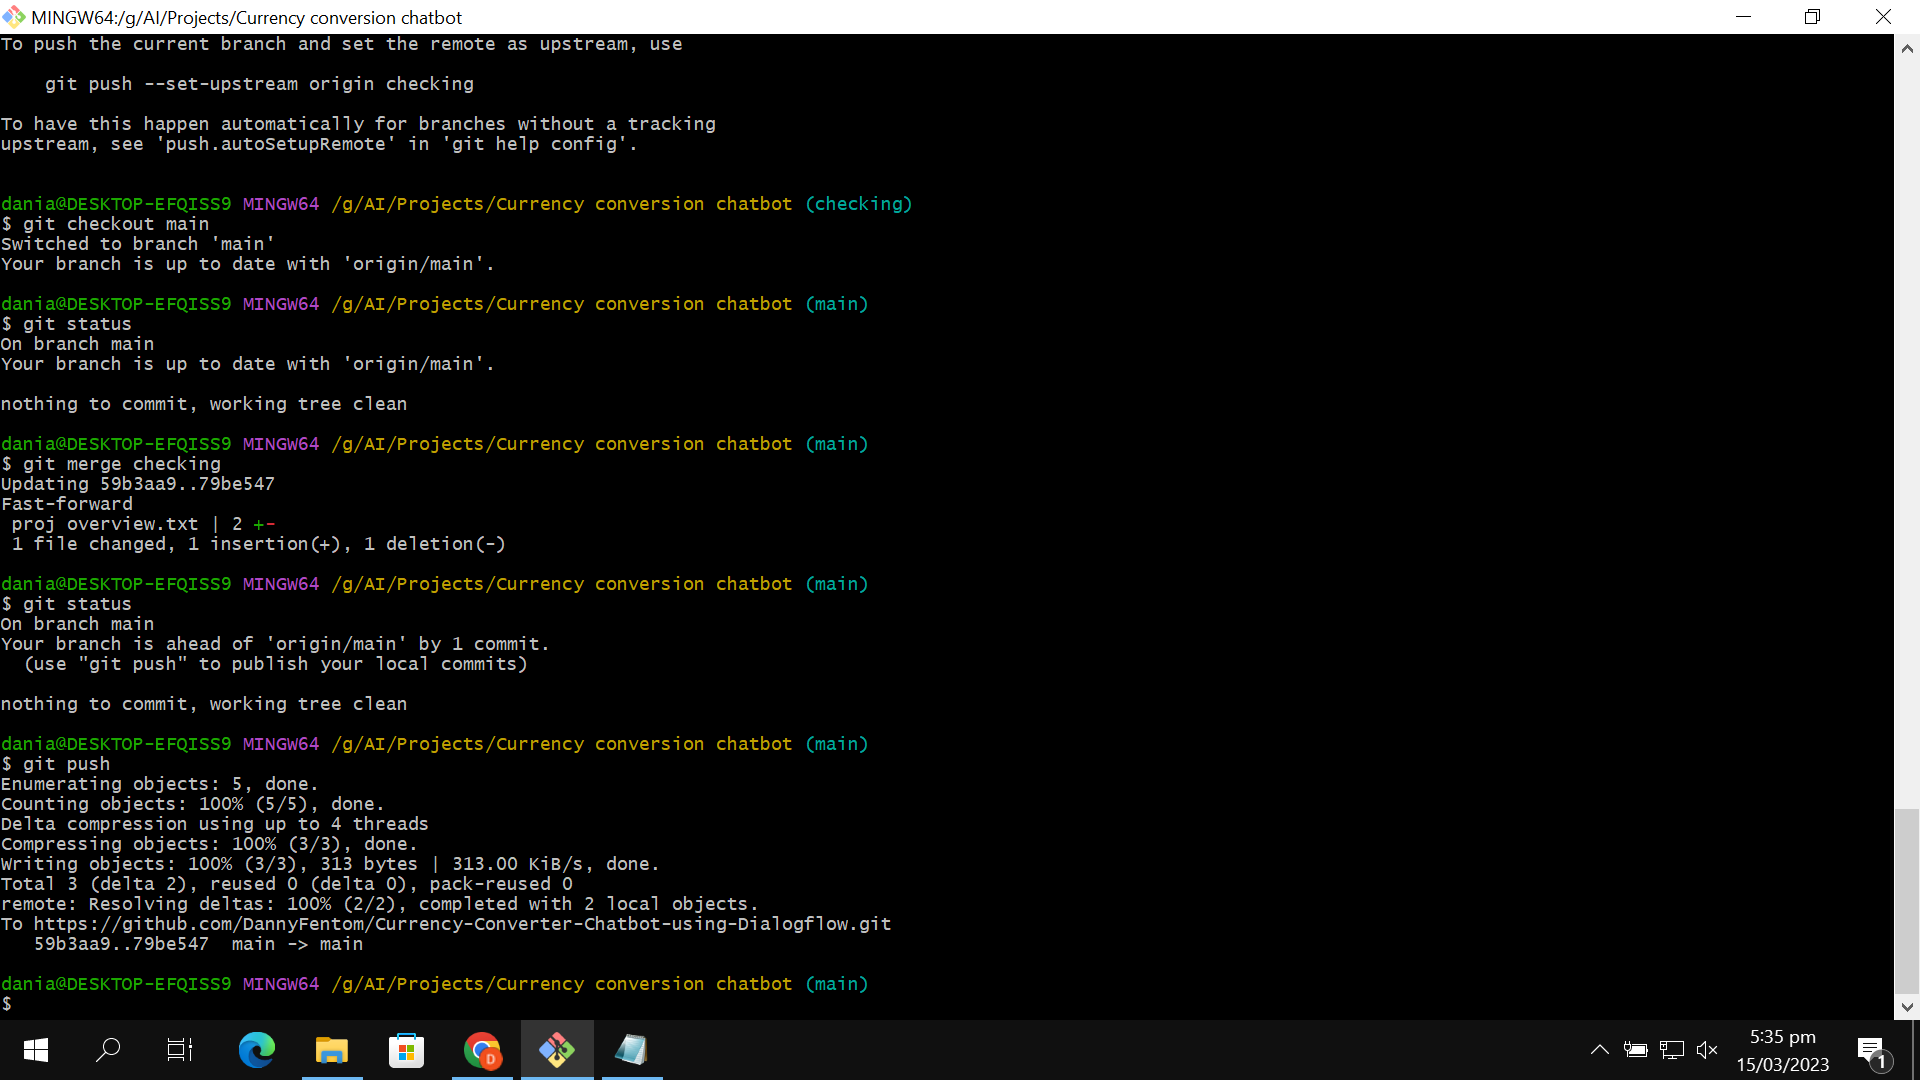 MINGW64:/g/AI/Projects/Currency conversion chatbot
To push the current branch and set the remote as upstream, use
git push --set-upstream origin checking
To have this happen automatically for branches without a tracking
upstream, see 'push.autoSetupRemote' in 'git help config'.
dania@DESKTOP-EFQISS9 MINGW64 /g/AI/Projects/Currency conversion chatbot (checking)
$ git checkout main
Switched to branch 'main'
Your branch is up to date with 'origin/main'.
dania@DESKTOP-EFQISS9 MINGW64 /g/AI/Projects/Currency conversion chatbot (main)
$ git status
On branch main
Your branch is up to date with 'origin/main'.
nothing to commit, working tree clean
dania@DESKTOP-EFQISS9 MINGW64 /g/AI/Projects/Currency conversion chatbot (main)
$ git merge checking
Updating 59b3aa9..79be547
Fast-forward
proj overview.txt | 2 +-
1 file changed, 1 insertion(+), 1 deletion(-)
dania@DESKTOP-EFQISS9 MINGW64 /g/AI/Projects/Currency conversion chatbot (main)
$ git status
On branch main
Your branch is ahead of 'origin/main' by 1 commit.
(use "git push" to publish your local commits)
nothing to commit, working tree clean
dania@DESKTOP-EFQISS9 MINGW64 /g/AI/Projects/Currency conversion chatbot (main)
$ git push
Enumerating objects: 5, done.
Counting objects: 100% (5/5), done.
Delta compression using up to 4 threads
Compressing objects: 100% (3/3), done.
Writing objects: 100% (3/3), 313 bytes | 313.00 KiB/s, done.
Total 3 (delta 2), reused 0 (delta 0), pack-reused 0
remote: Resolving deltas: 100% (2/2), completed with 2 local objects.
To https://github.com/DannyFentom/Currency-Converter-Chatbot-using-Dialogflow.git
59b3aa9..79be547  main -> main
dania@DESKTOP-EFQISS9 MINGW64 /g/AI/Projects/Currency conversion chatbot (main)
$
D
5:35 pm
15/03/2023
1